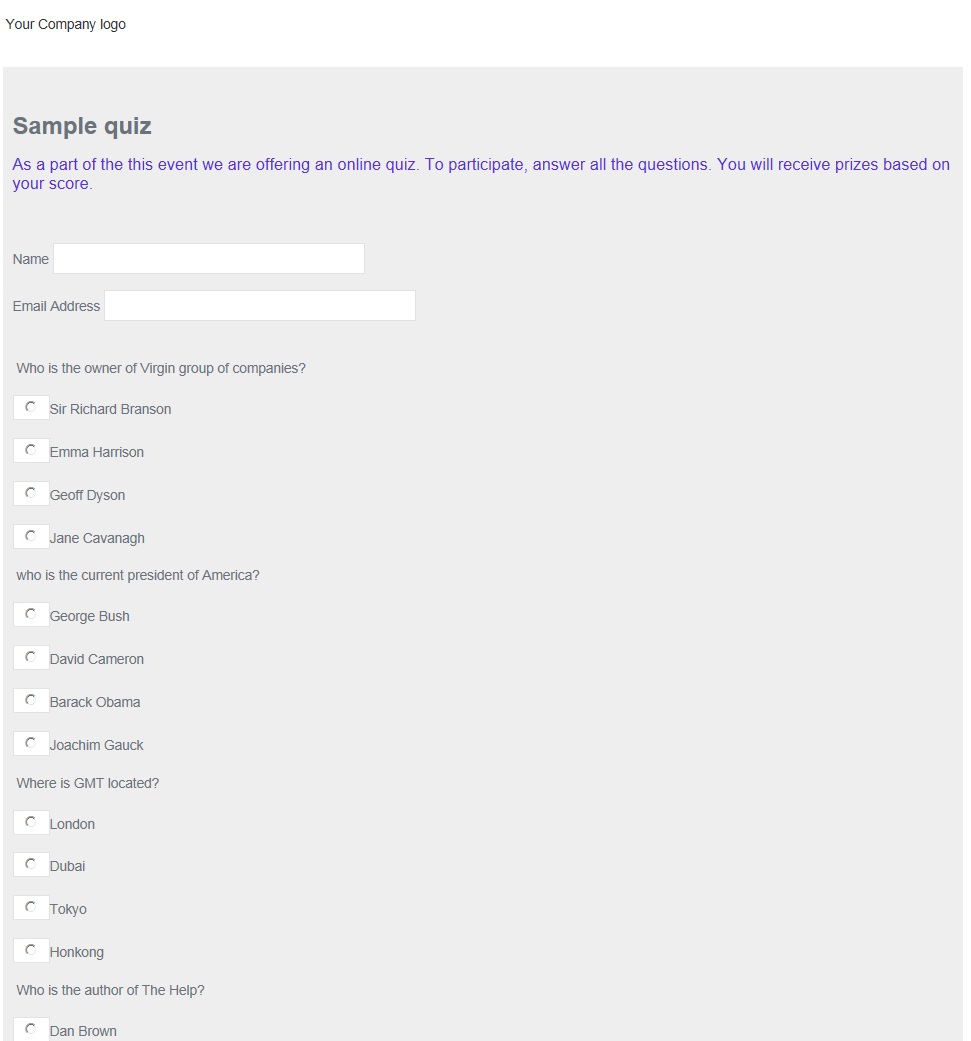 Your Company logo
Sample quiz
As a part of the this event we are offering an online quiz. To participate, answer all the questions. You will receive prizes based on
your score.
Name
Email Address
Who is the owner of Virgin group of companies?
Sir Richard Branson
Emma Harrison
Geoff Dyson
Jane Cavanagh
who is the current president of America?
George Bush
David Cameron
Barack Obama
Joachim Gauck
Where is GMT located?
London
Dubai
Tokyo
Honkong
Who is the author of The Help?
Dan Brown